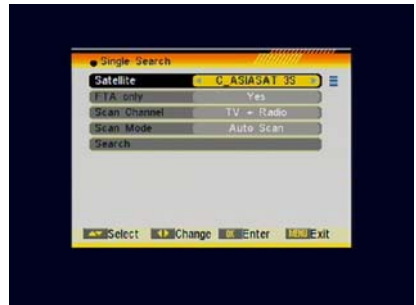 Single Search
Satellite C_ASIASAT 3S
FTA only Yes
Scan Channel TV + Radio
Scan Mode Auto Scan
Search
Select Change OK Enter MENU Exit